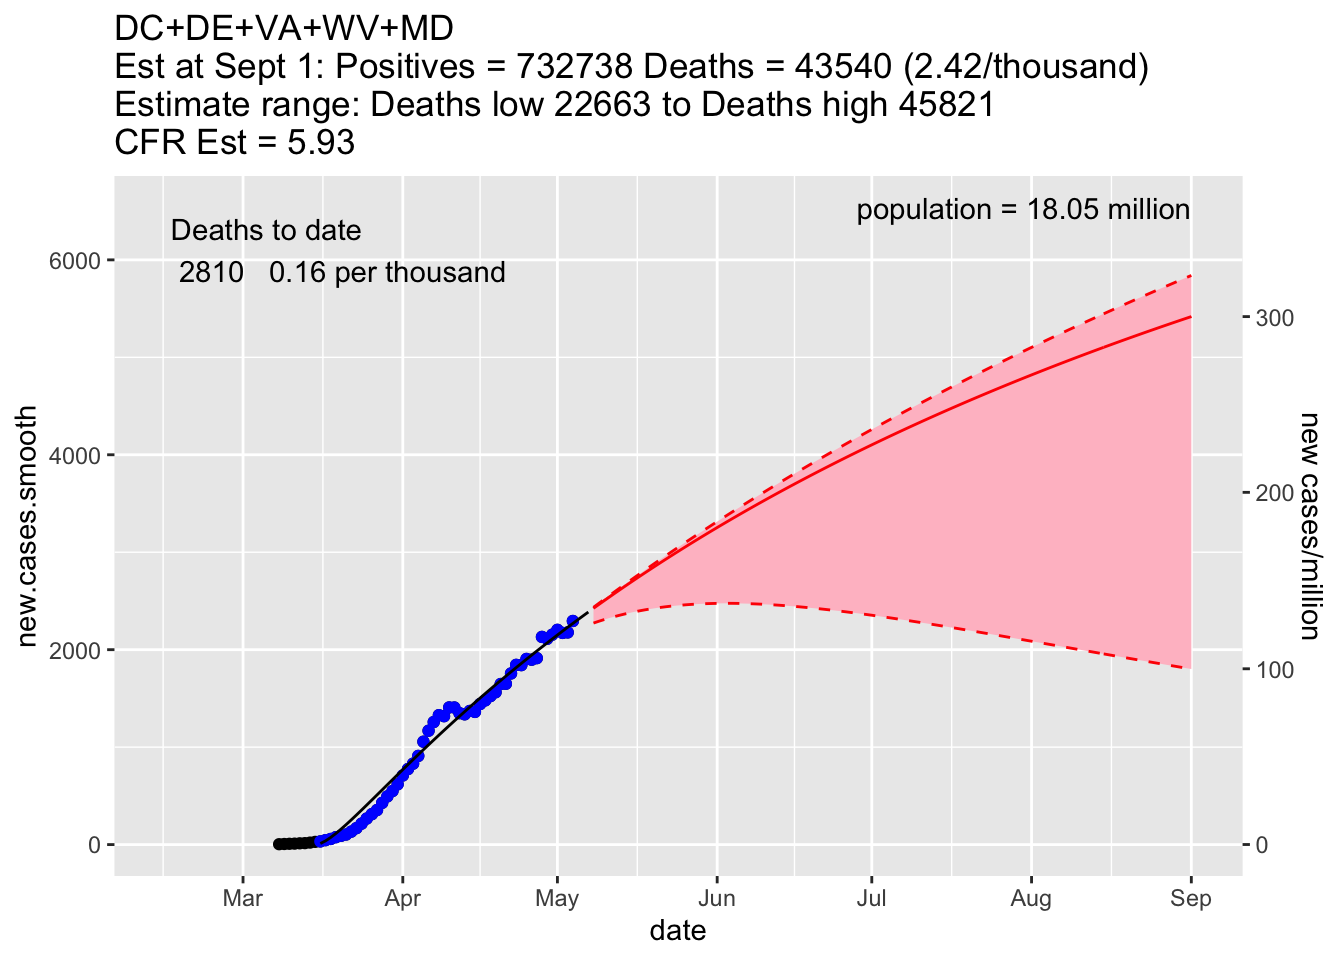 DC+DE+VA+WV+MD
Est at Sept 1: Positives = 732738 Deaths = 43540 (2.42/thousand)
Estimate range: Deaths low 22663 to Deaths high 45821
CFR Est = 5.93
population = 18.05 million
Deaths to date
2810 0.16 per thousand
6000
4000
2000
0
new.cases.smooth
300
200
100
0
new cases/million
Mar Apr May Jun Jul Aug Sep
date